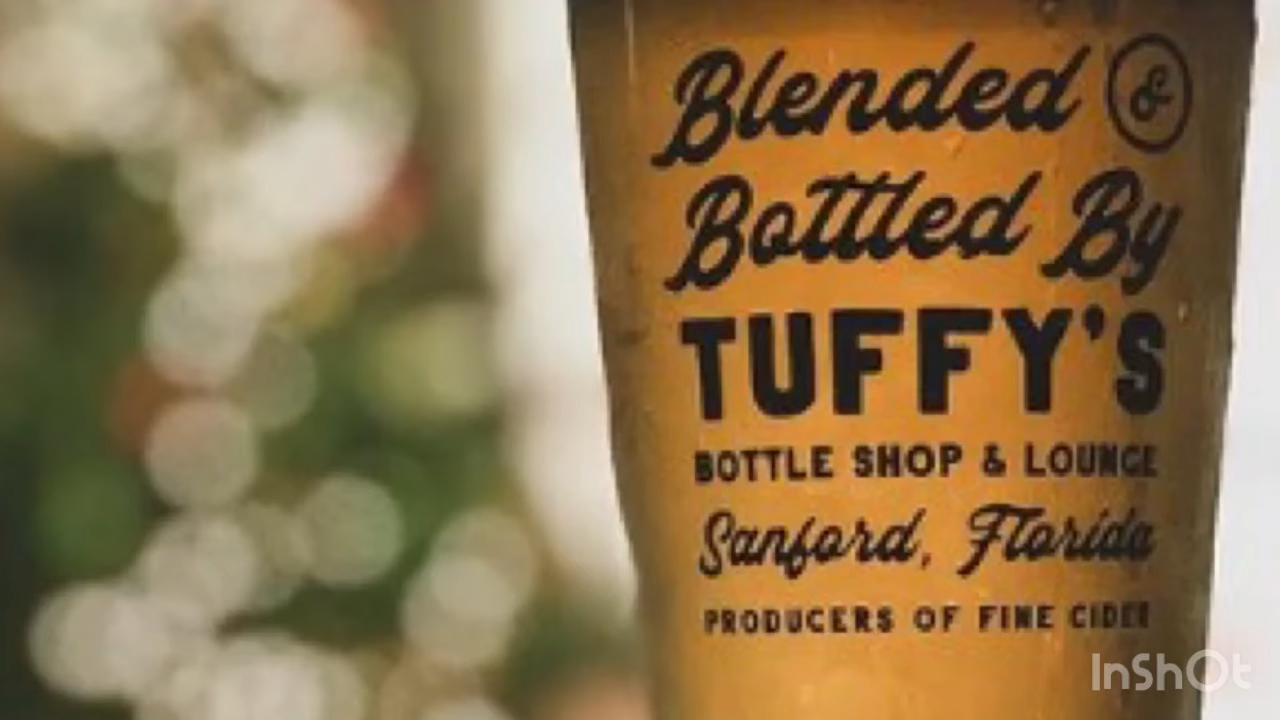 Blended &
Bottled By
TUFFY'S
BOTTLE SHOP & LOUNGE
Sanford, Florida
PRODUCERS OF FINE CIDER
InShOt